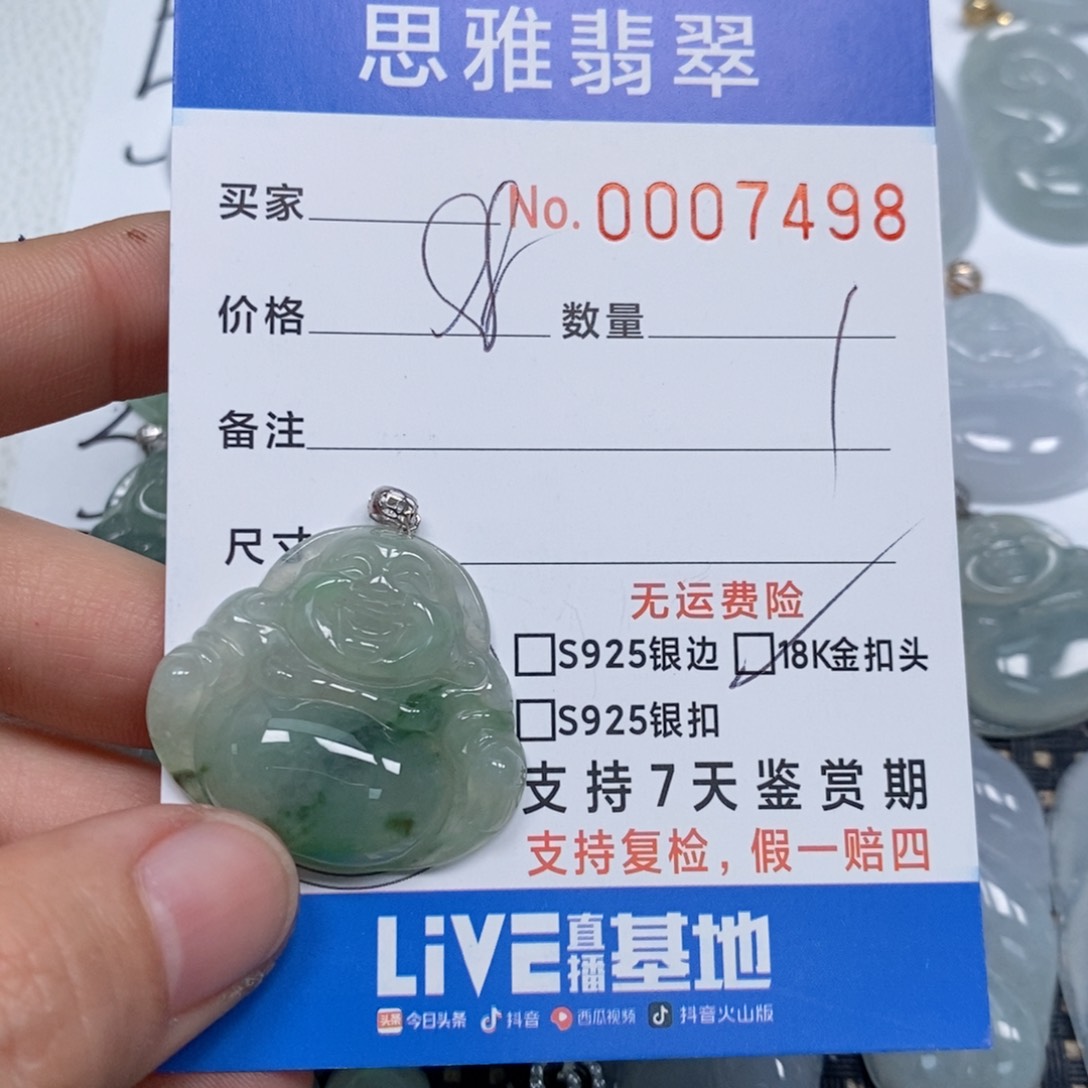 思雅翡翠
买家 No. 0007498
价格 数量 1
备注
尺寸
无运费险
S925银边 18K金扣头
S925银扣
支持7天鉴赏期
支持复检，假一赔四
LiVE直播基地
头条 今日头条 抖音 西瓜视频 抖音火山版